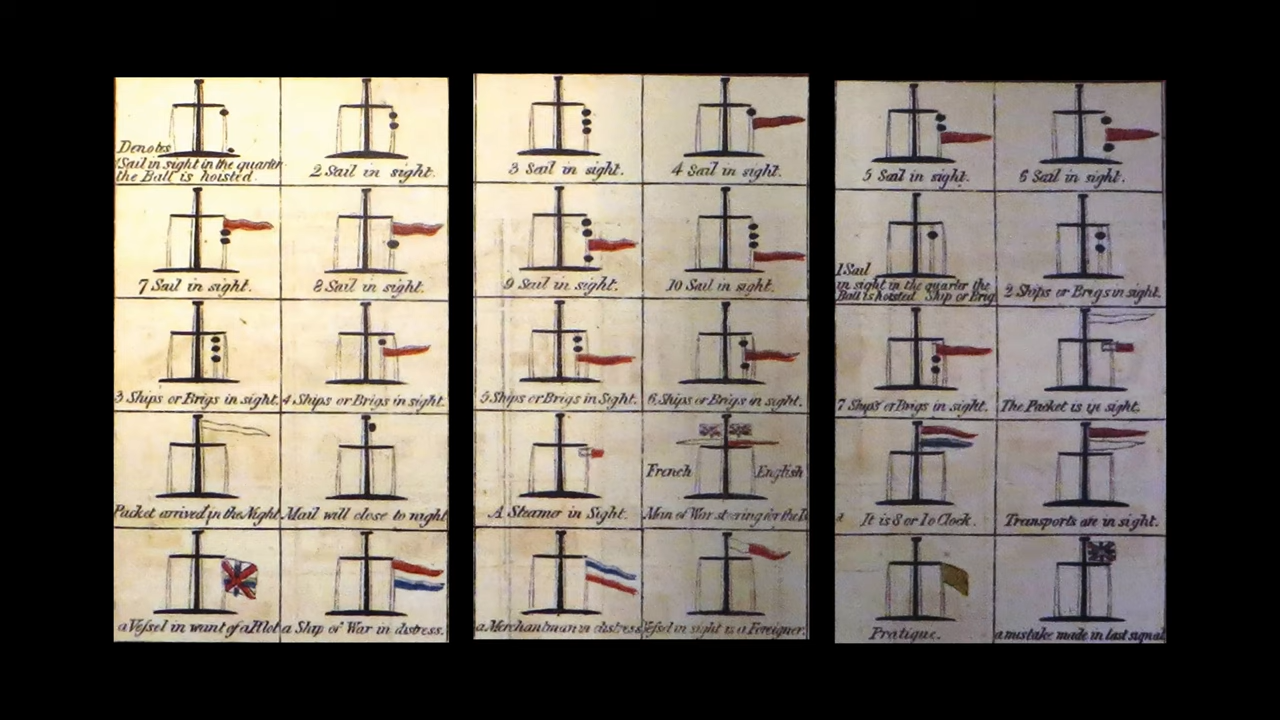 Denotes
1 Sail in sight in the quarter
the Ball is hoisted.
2 Sail in sight.
3 Sail in sight.
4 Sail in sight.
5 Sail in sight.
6 Sail in sight.
7 Sail in sight.
8 Sail in sight.
9 Sail in sight.
10 Sail in sight.
1 Sail
in sight in the quarter the
Ball is hoisted Ship or Brig
2 Ships or Brigs in sight.
3 Ships or Brigs in sight.
4 Ships or Brigs in sight.
5 Ships or Brigs in Sight.
6 Ships or Brigs in sight.
7 Ships or Brigs in sight.
The Packet is in sight.
Packet arrived in the Night
Mail will close to night
A Steamer in Sight.
French English
Man of War steering for the
It is 8 or 10 Clock.
Transports are in sight.
a Vessel in want of a Pilot
a Ship of War in distress.
a Merchantman in distress
Vessel in sight is a Foreigner.
Pratique.
a mistake made in last signal